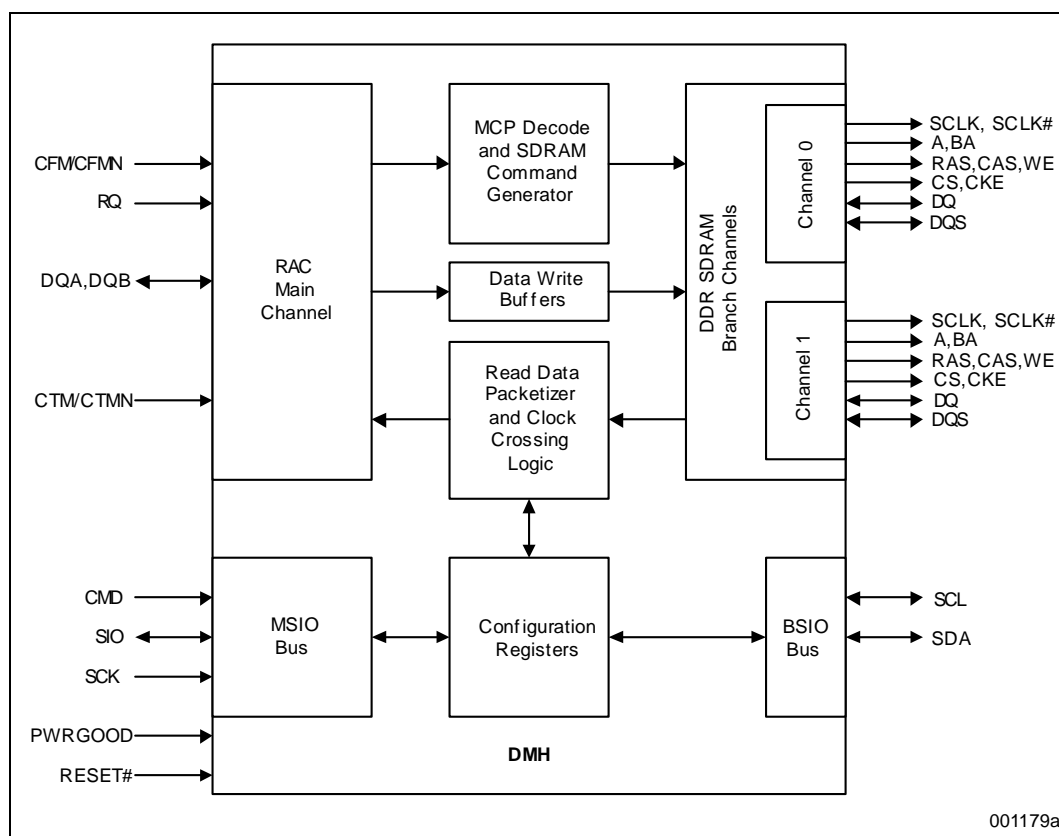 CFM/CFMN
RQ
DQA,DQB
CTM/CTMN
RAC
Main
Channel
MCP Decode
and SDRAM
Command
Generator
Data Write
Buffers
Read Data
Packetizer
and Clock
Crossing
Logic
DDR SDRAM
Branch Channels
Channel 0
SCLK, SCLK#
A,BA
RAS,CAS,WE
CS,CKE
DQ
DQS
Channel 1
SCLK, SCLK#
A,BA
RAS,CAS,WE
CS,CKE
DQ
DQS
CMD
SIO
SCK
MSIO
Bus
Configuration
Registers
BSIO
Bus
SCL
SDA
PWRGOOD
RESET#
DMH
001179a